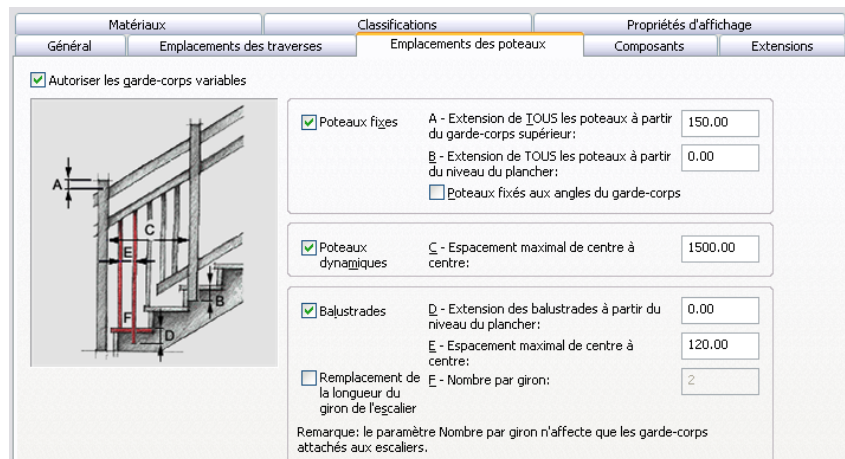 Matériaux
Classifications
Propriétés d'affichage
Général
Emplacements des traverses
Emplacements des poteaux
Composants
Extensions
Autoriser les garde-corps variables
A
C
E
B
F
D
Poteaux fixes
A - Extension de TOUS les poteaux à partir
du garde-corps supérieur:
150.00
B - Extension de TOUS les poteaux à partir
du niveau du plancher:
0.00
Poteaux fixés aux angles du garde-corps
Poteaux
dynamiques
C - Espacement maximal de centre à
centre:
1500.00
Balustrades
D - Extension des balustrades à partir du
niveau du plancher:
0.00
E - Espacement maximal de centre à
centre:
120.00
Remplacement de
la longueur du
giron de l'escalier
F - Nombre par giron:
2
Remarque: le paramètre Nombre par giron n'affecte que les garde-corps
attachés aux escaliers.